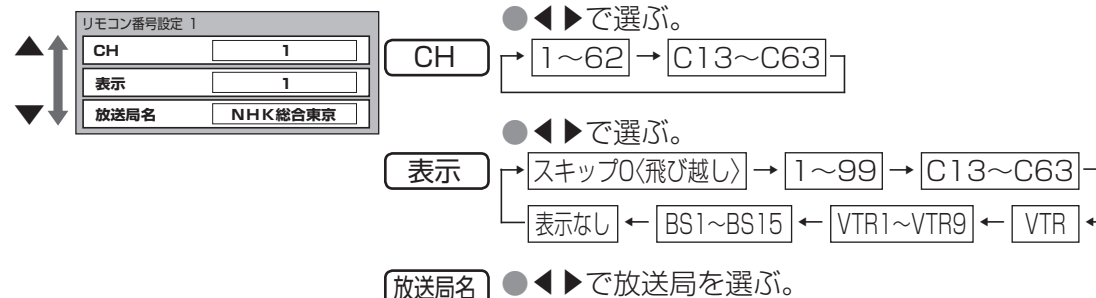 リモコン番号設定 1
CH 1
表示 1
放送局名 NHK総合東京
CH
●◀▶で選ぶ。
1~62 → C13~C63
表示
●◀▶で選ぶ。
スキップ0〈飛び越し〉 → 1~99 → C13~C63
表示なし ← BS1~BS15 ← VTR1~VTR9 ← VTR
放送局名
●◀▶で放送局を選ぶ。